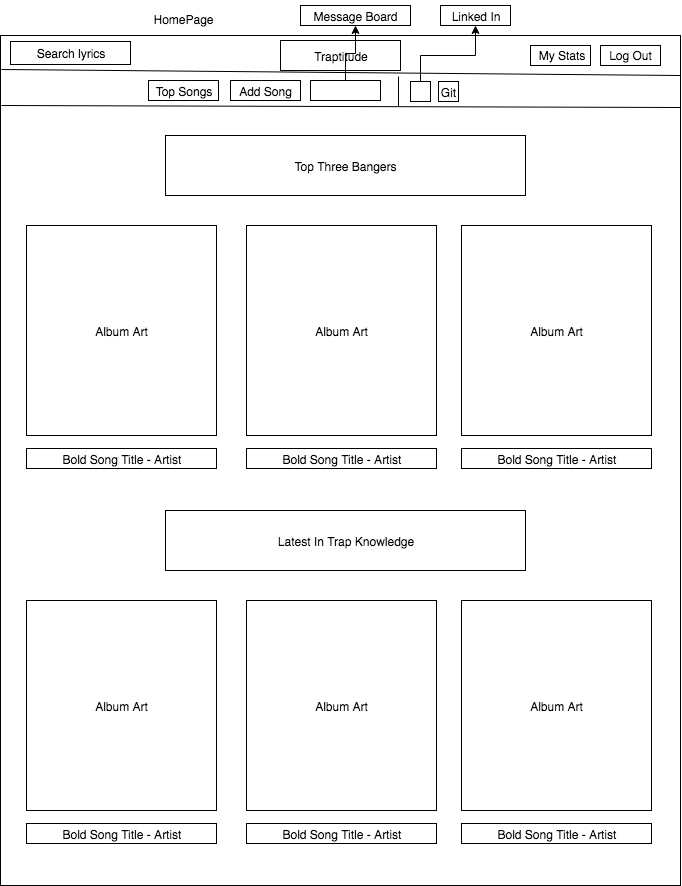 HomePage
Message Board
Linked In
Search lyrics
Traptitude
My Stats
Log Out
Top Songs
Add Song
Git
Top Three Bangers
Album Art
Album Art
Album Art
Bold Song Title - Artist
Bold Song Title - Artist
Bold Song Title - Artist
Latest In Trap Knowledge
Album Art
Album Art
Album Art
Bold Song Title - Artist
Bold Song Title - Artist
Bold Song Title - Artist